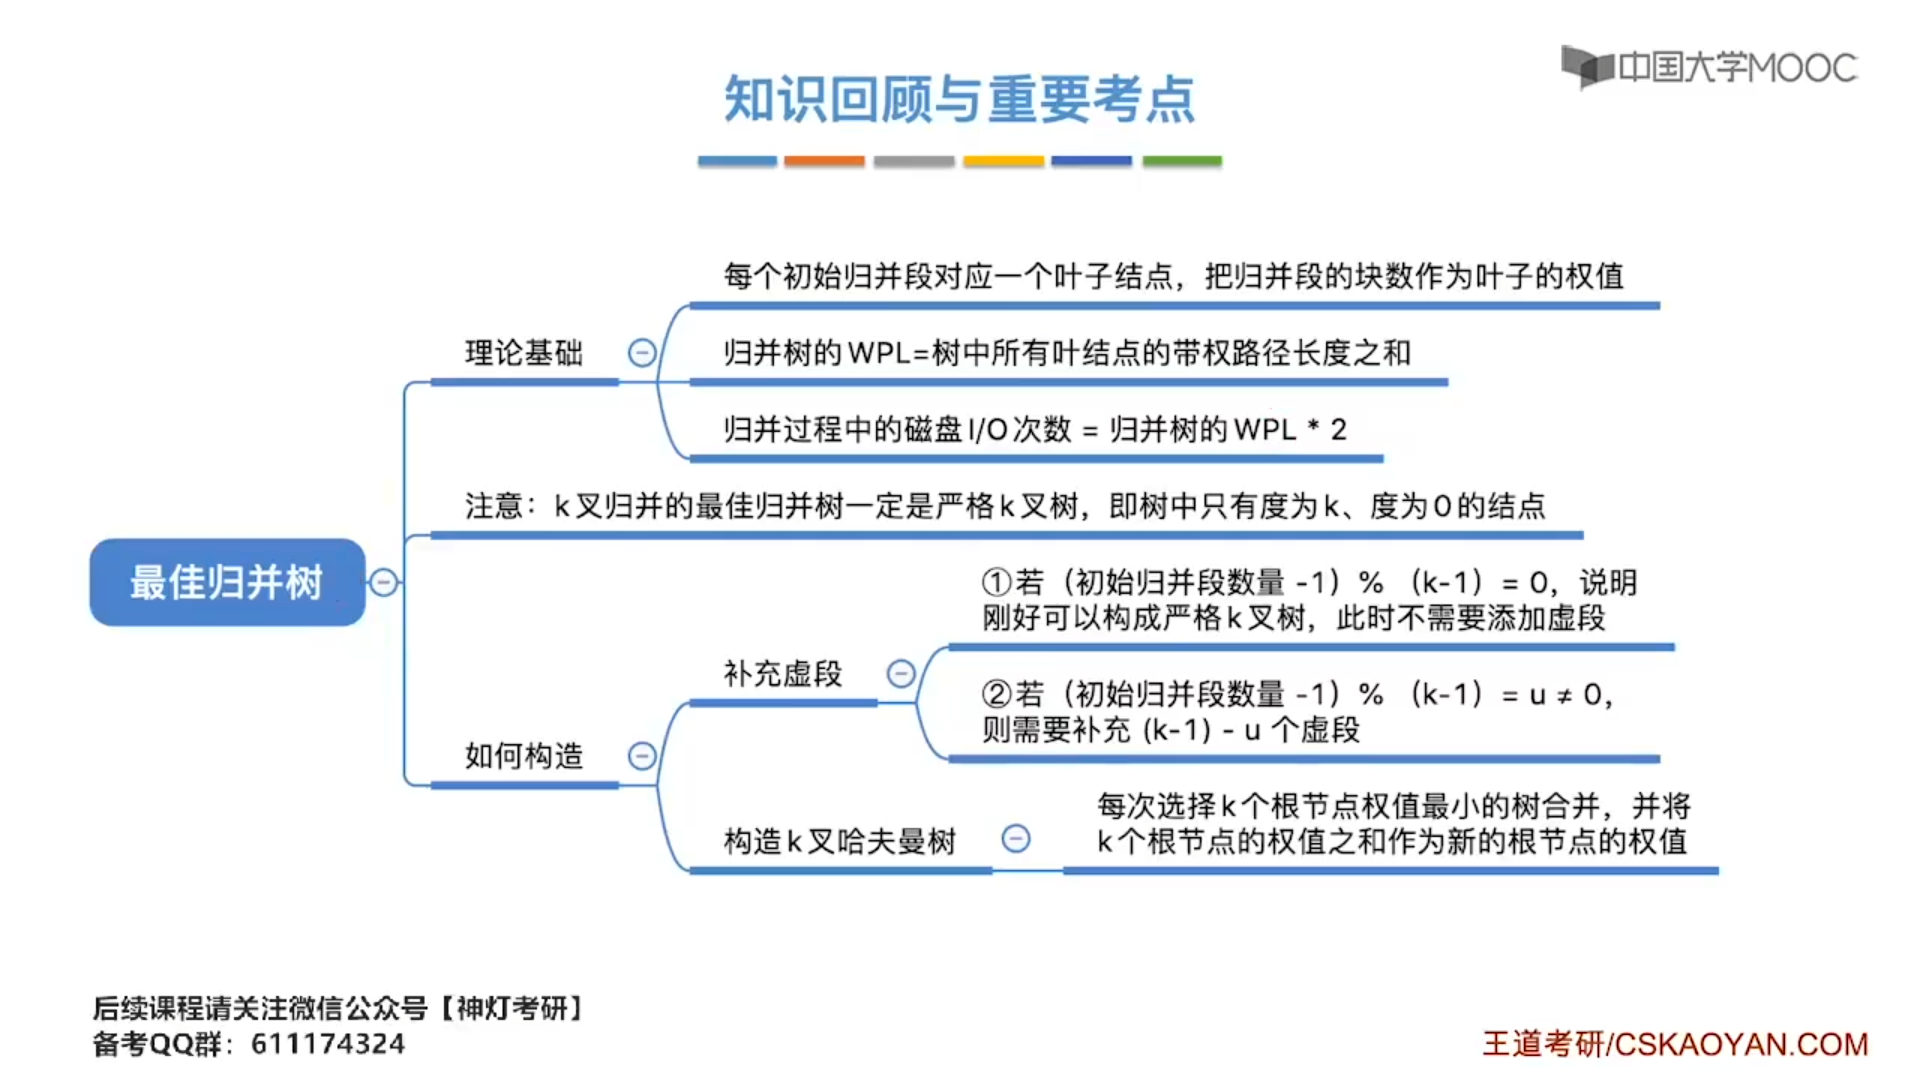 中国大学MOOC
知识回顾与重要考点
每个初始归并段对应一个叶子结点，把归并段的块数作为叶子的权值
理论基础
归并树的WPL=树中所有叶结点的带权路径长度之和
归并过程中的磁盘I/O次数 = 归并树的WPL * 2
注意：k叉归并的最佳归并树一定是严格k叉树，即树中只有度为k、度为0的结点
最佳归并树
①若（初始归并段数量 -1）% （k-1）= 0，说明
刚好可以构成严格k叉树，此时不需要添加虚段
补充虚段
②若（初始归并段数量 -1）% （k-1）= u ≠ 0，
则需要补充 (k-1) - u 个虚段
如何构造
每次选择k个根节点权值最小的树合并，并将
k个根节点的权值之和作为新的根节点的权值
构造k叉哈夫曼树
后续课程请关注微信公众号【神灯考研】
备考QQ群：611174324
王道考研/CSKAOYAN.COM